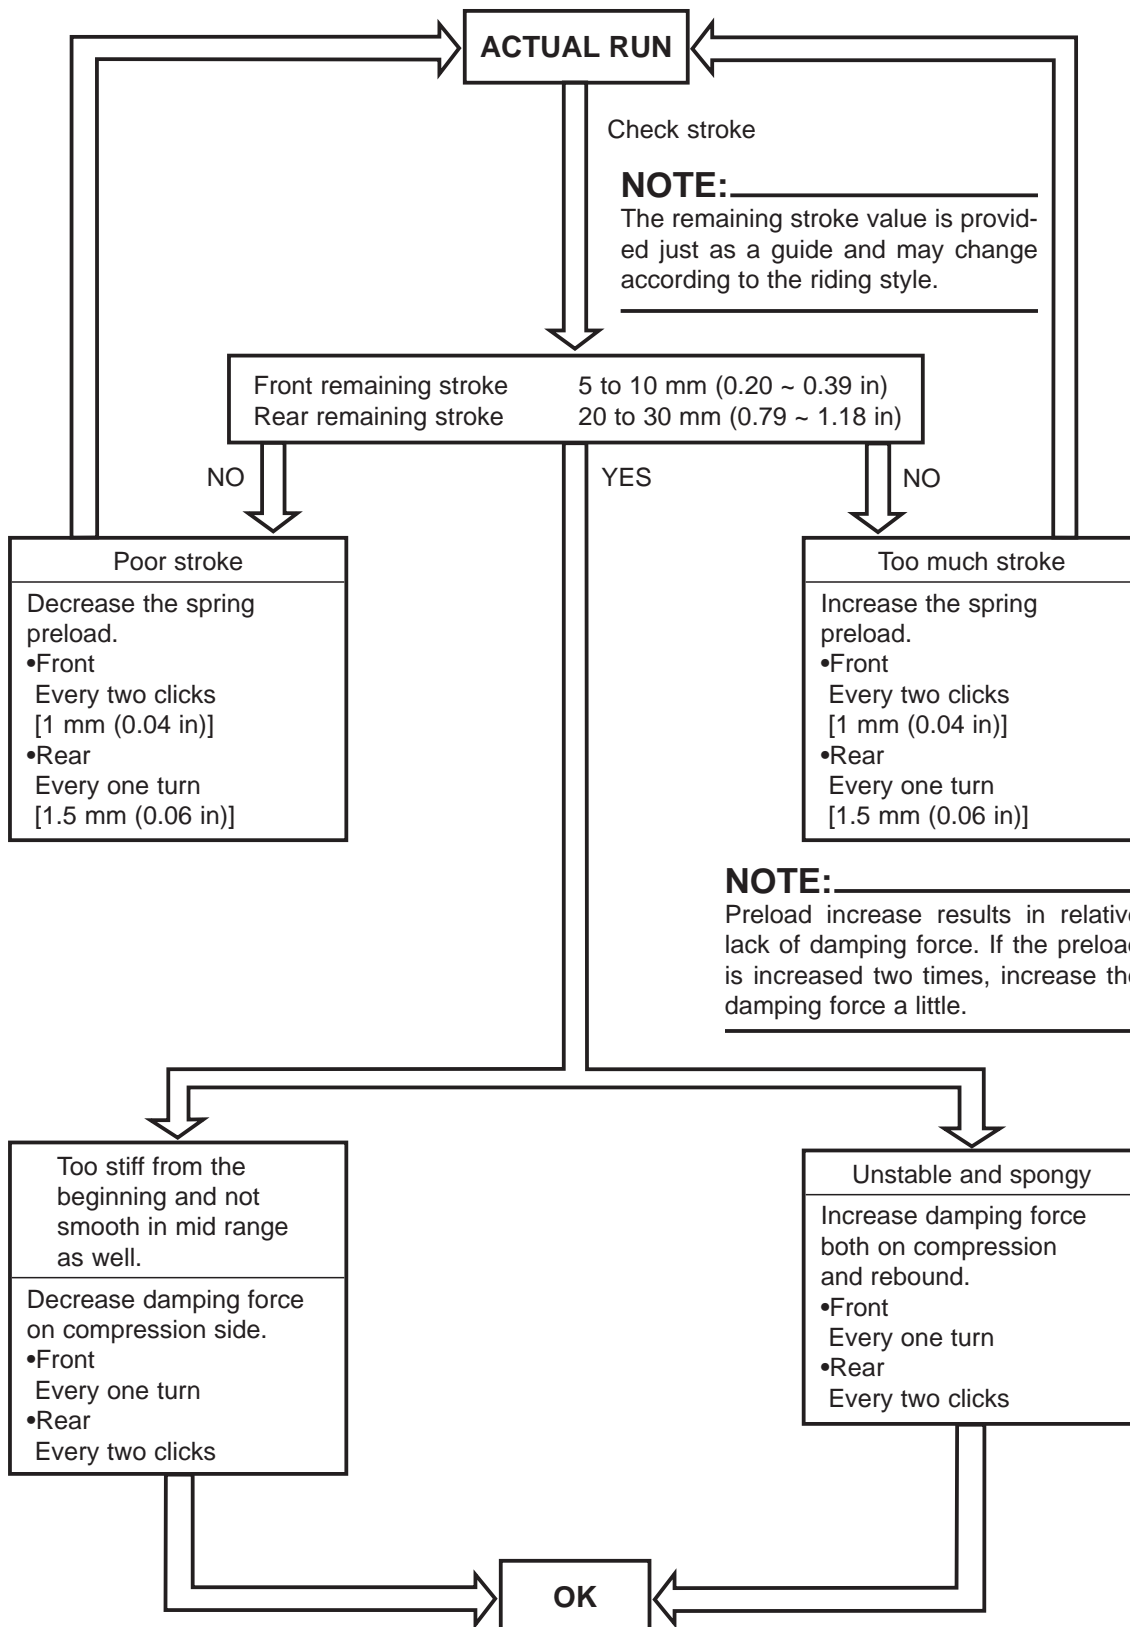 ACTUAL RUN
Check stroke
NOTE:
The remaining stroke value is provid-
ed just as a guide and may change
according to the riding style.
Front remaining stroke 5 to 10 mm (0.20 ~ 0.39 in)
Rear remaining stroke 20 to 30 mm (0.79 ~ 1.18 in)
NO
YES
NO
Poor stroke
Decrease the spring
preload.
•Front
Every two clicks
[1 mm (0.04 in)]
•Rear
Every one turn
[1.5 mm (0.06 in)]
Too much stroke
Increase the spring
preload.
•Front
Every two clicks
[1 mm (0.04 in)]
•Rear
Every one turn
[1.5 mm (0.06 in)]
NOTE:
Preload increase results in relative
lack of damping force. If the preload
is increased two times, increase the
damping force a little.
Too stiff from the
beginning and not
smooth in mid range
as well.
Decrease damping force
on compression side.
•Front
Every one turn
•Rear
Every two clicks
Unstable and spongy
Increase damping force
both on compression
and rebound.
•Front
Every one turn
•Rear
Every two clicks
OK